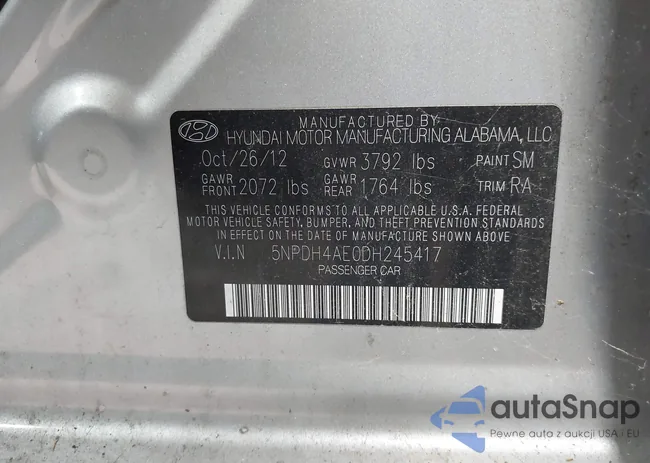 MANUFACTURED BY
HYUNDAI MOTOR MANUFACTURING ALABAMA, LLC
Oct/26/12 GVWR 3792 lbs PAINT SM
GAWR FRONT 2072 lbs GAWR REAR 1764 lbs TRIM RA
THIS VEHICLE CONFORMS TO ALL APPLICABLE U.S.A. FEDERAL
MOTOR VEHICLE SAFETY, BUMPER, AND THEFT PREVENTION STANDARDS
IN EFFECT ON THE DATE OF MANUFACTURE SHOWN ABOVE.
V.I.N 5NPDH4AE0DH245417
PASSENGER CAR
autaSnap
Pewne auta z aukcji USA i EU